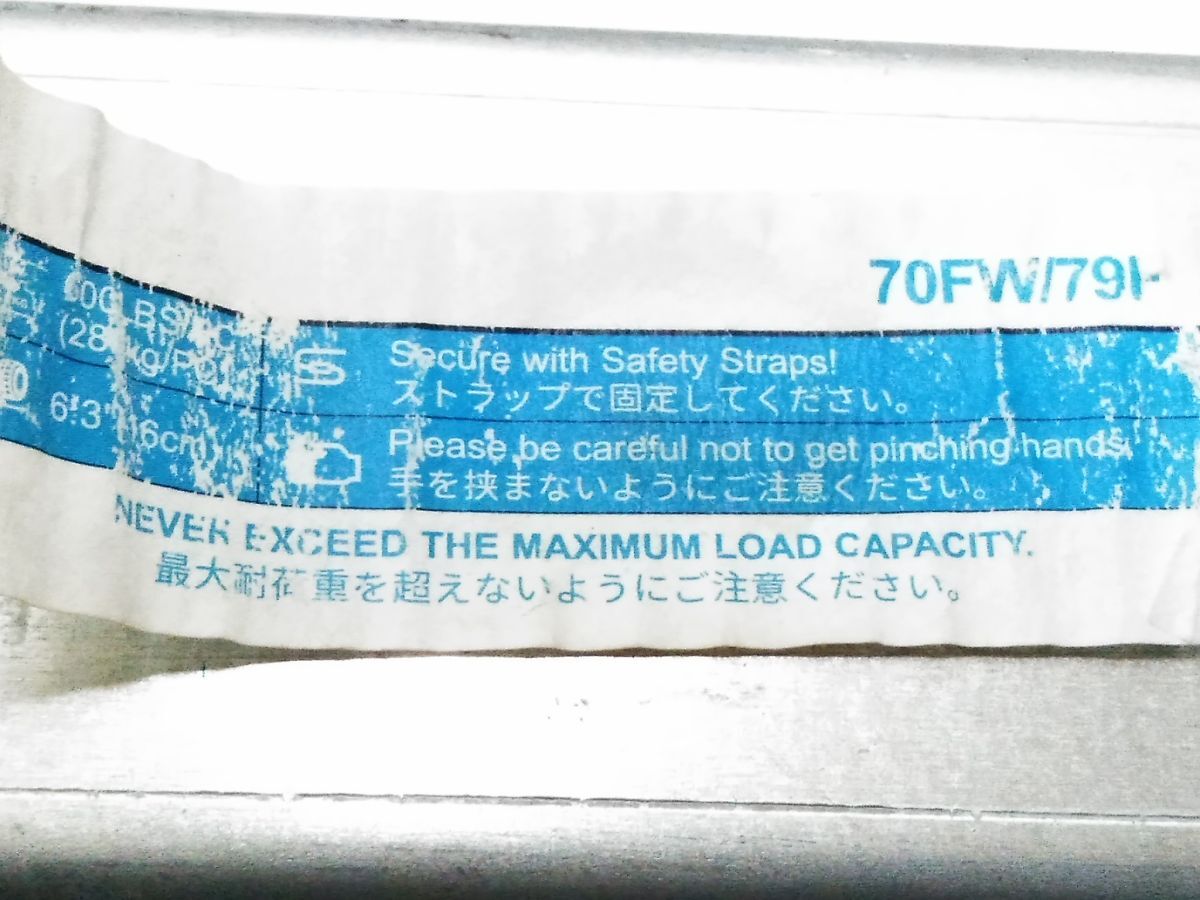 70FW/79
Secure with Safety Straps!
ストラップで固定してください。
6.3" (16cm)
Please be careful not to get pinching hands.
手を挟まないようにご注意ください。
NEVER EXCEED THE MAXIMUM LOAD CAPACITY.
最大耐荷重を超えないようにご注意ください。